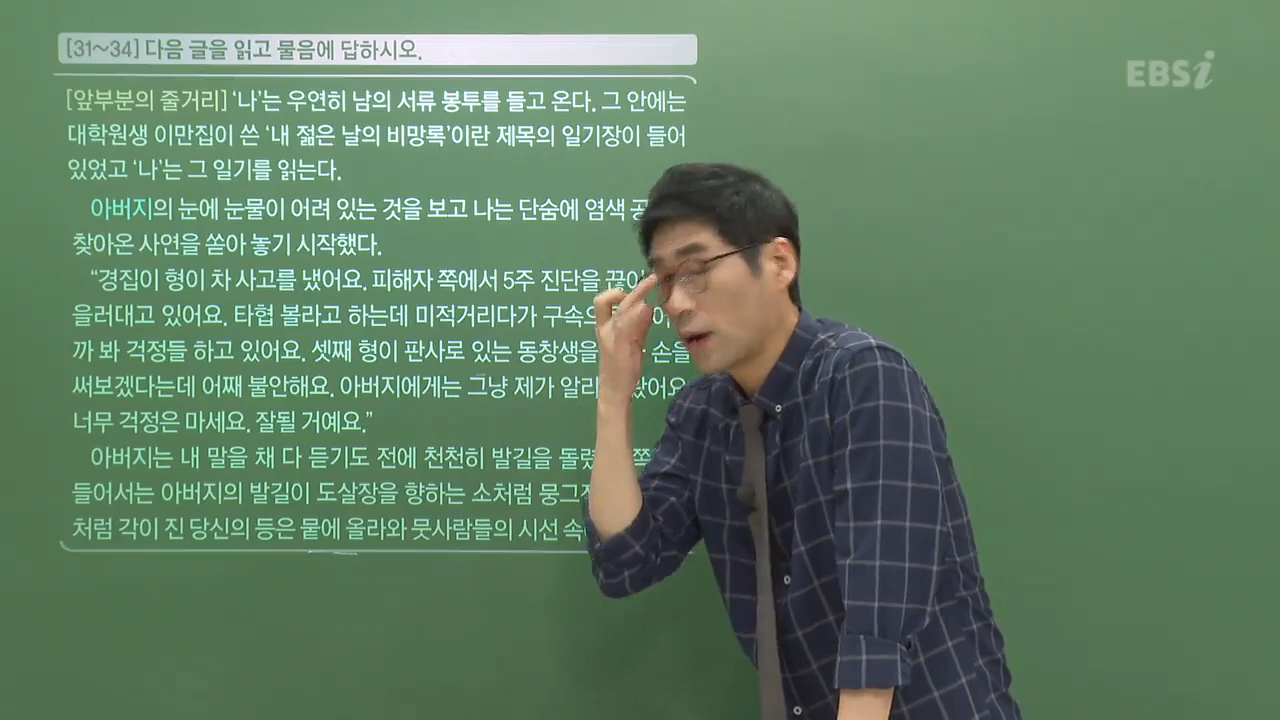 [31~34] 다음 글을 읽고 물음에 답하시오.
EBSi
[앞부분의 줄거리] ‘나’는 우연히 남의 서류 봉투를 들고 온다. 그 안에는
대학원생 이만집이 쓴 ‘내 젊은 날의 비망록’이란 제목의 일기장이 들어
있었고 ‘나’는 그 일기를 읽는다.
아버지의 눈에 눈물이 어려 있는 것을 보고 나는 단숨에 염색
찾아온 사연을 쏟아 놓기 시작했다.
“경집이 형이 차 사고를 냈어요. 피해자 쪽에서 5주 진단을
을러대고 있어요. 타협 볼라고 하는데 미적거리다가
까 봐 걱정들 하고 있어요. 셋째 형이 판사로 있는 동창생을 손을
써보겠다는데 어째 불안해요. 아버지에게는 그냥 제가
너무 걱정은 마세요. 잘될 거예요.”
아버지는 내 말을 채 다 듣기도 전에 천천히 발길을
들어서는 아버지의 발길이 도살장을 향하는 소처럼
처럼 각이 진 당신의 등은 뭍에 올라와 뭇사람들의 시선